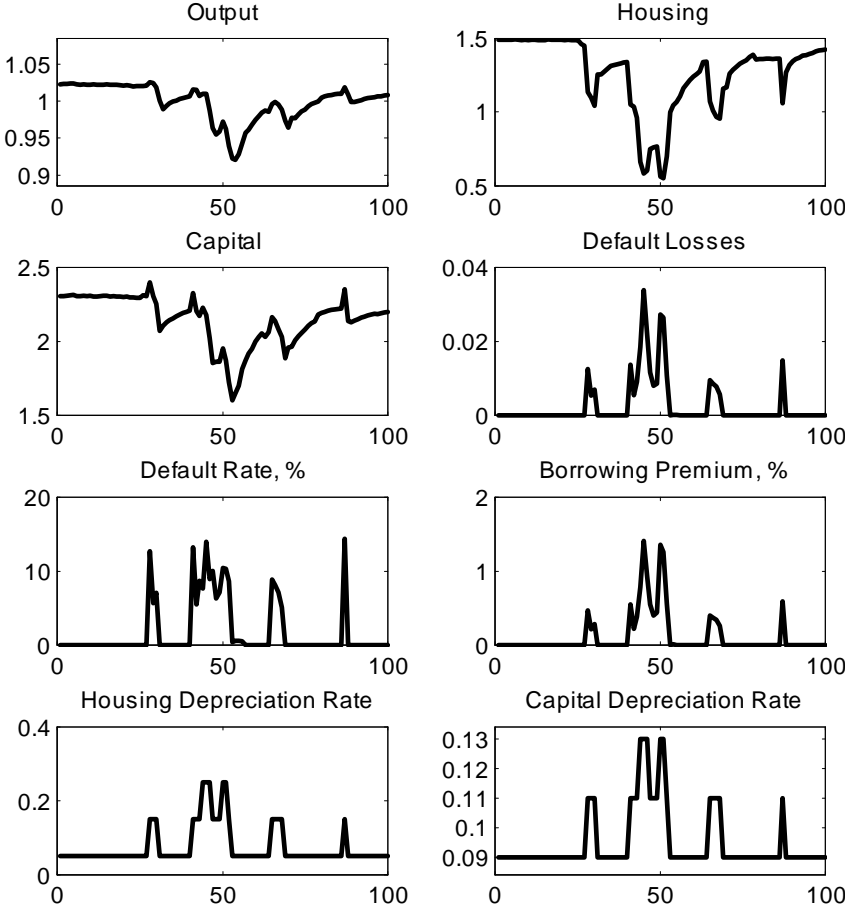 Output
1.05
1
0.95
0.9
0 50 100
Housing
1.5
1
0.5
0 50 100
Capital
2.5
2
1.5
0 50 100
Default Losses
0.04
0.02
0
0 50 100
Default Rate, %
20
10
0
0 50 100
Borrowing Premium, %
2
1
0
0 50 100
Housing Depreciation Rate
0.4
0.2
0
0 50 100
Capital Depreciation Rate
0.13
0.12
0.11
0.1
0.09
0 50 100